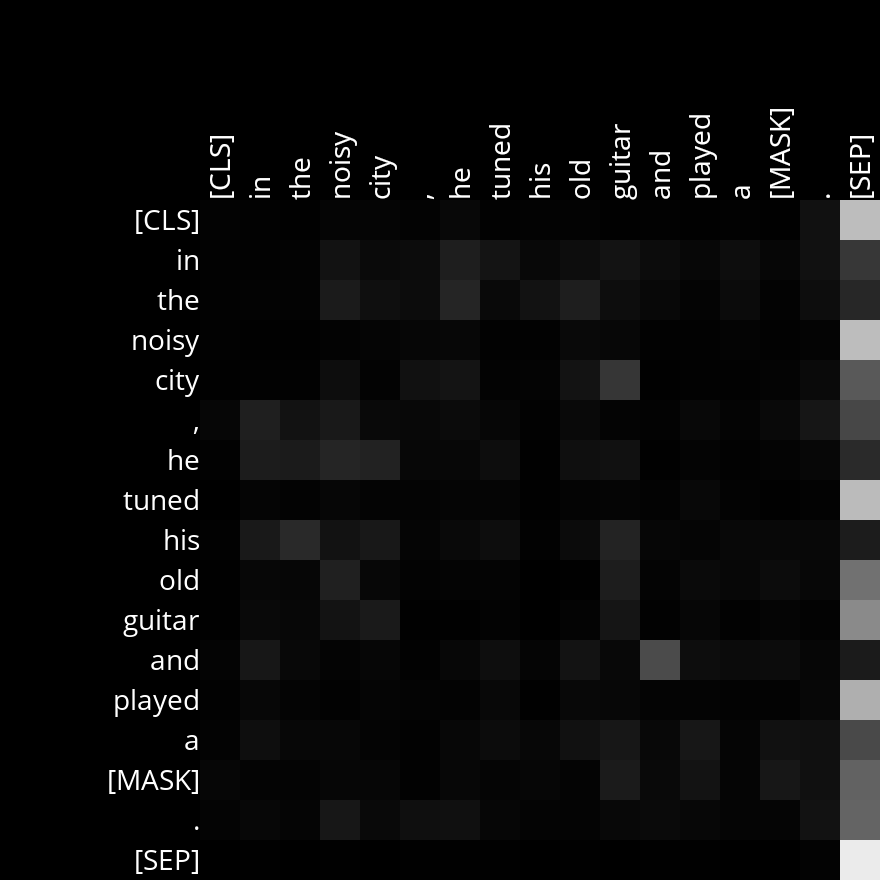 [CLS] in the noisy city , he tuned his old guitar and played a [MASK] . [SEP]
[CLS]
in
the
noisy
city
,
he
tuned
his
old
guitar
and
played
a
[MASK]
.
[SEP]